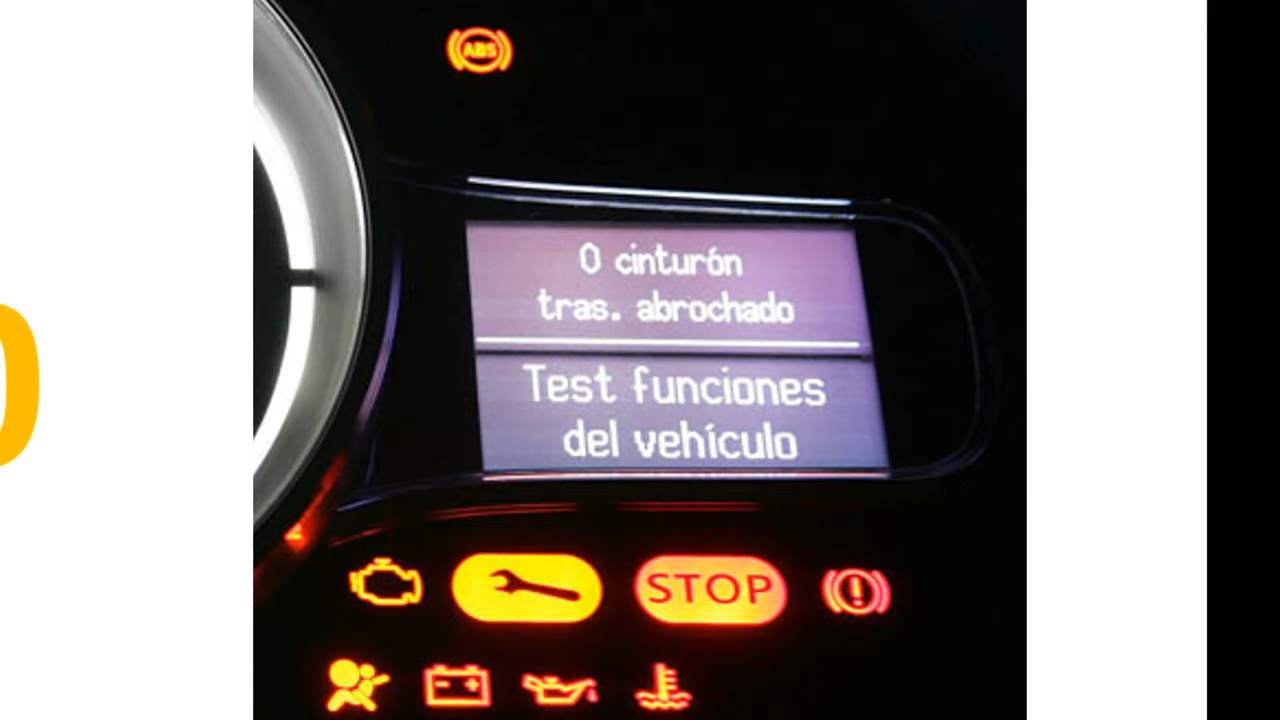 ABS
0 cinturón
tras. abrochado
Test funciones
del vehículo
STOP